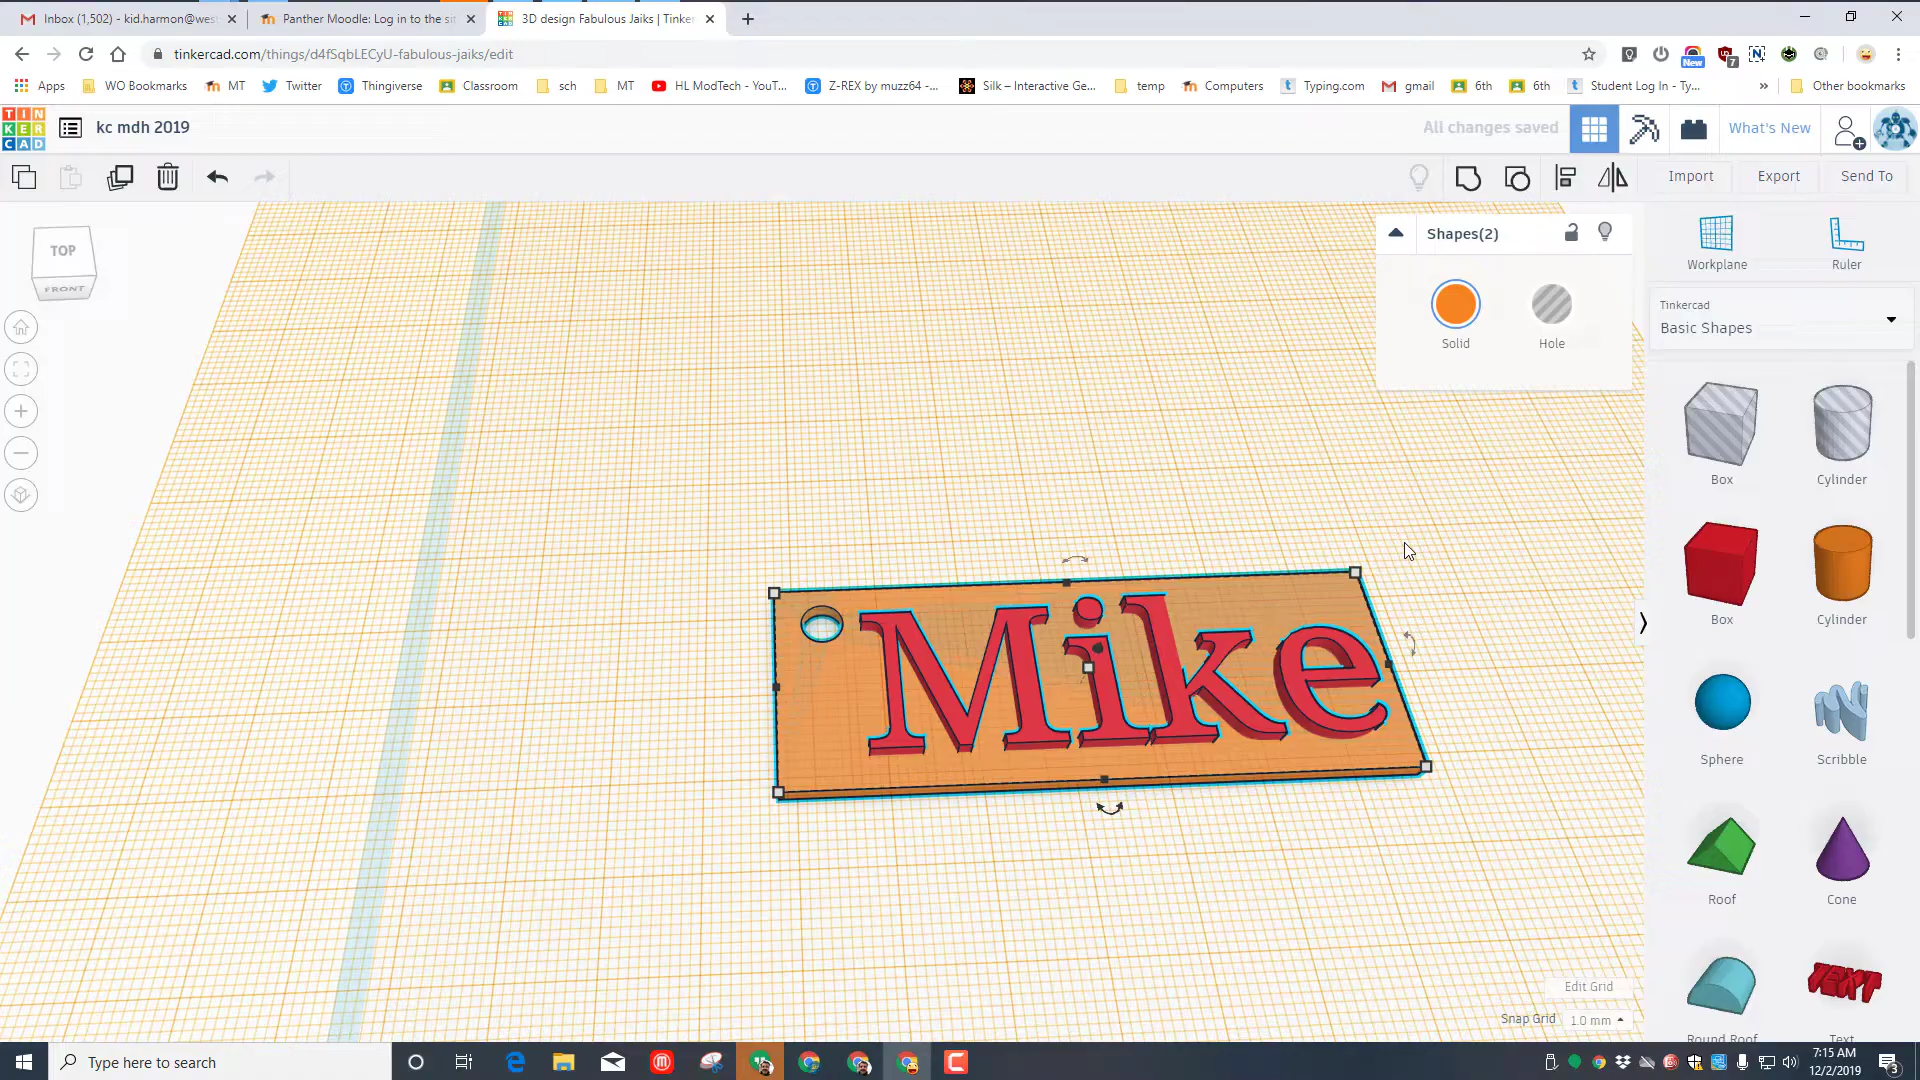 Inbox (1,502) - kid.harmon@wes
Panther Moodle: Log in to the sit
3D design Fabulous Jaiks | Tinker
tinkercad.com/things/d4fSqbLECyU-fabulous-jaiks/edit
New
7
Apps
WO Bookmarks
MT
Twitter
Thingiverse
Classroom
sch
MT
HL ModTech - YouT...
Z-REX by muzz64 -...
Silk – Interactive Ge...
temp
Computers
Typing.com
gmail
6th
6th
Student Log In - Ty...
»
Other bookmarks
TIN
KER
CAD
kc mdh 2019
All changes saved
What's New
Import
Export
Send To
TOP
FRONT
Shapes(2)
Solid
Hole
Workplane
Ruler
Tinkercad
Basic Shapes
Box
Cylinder
Box
Cylinder
Sphere
Scribble
Roof
Cone
TEXT
Round Roof
Text
Mike
Edit Grid
Snap Grid
1.0 mm
Type here to search
7:15 AM
12/2/2019
3